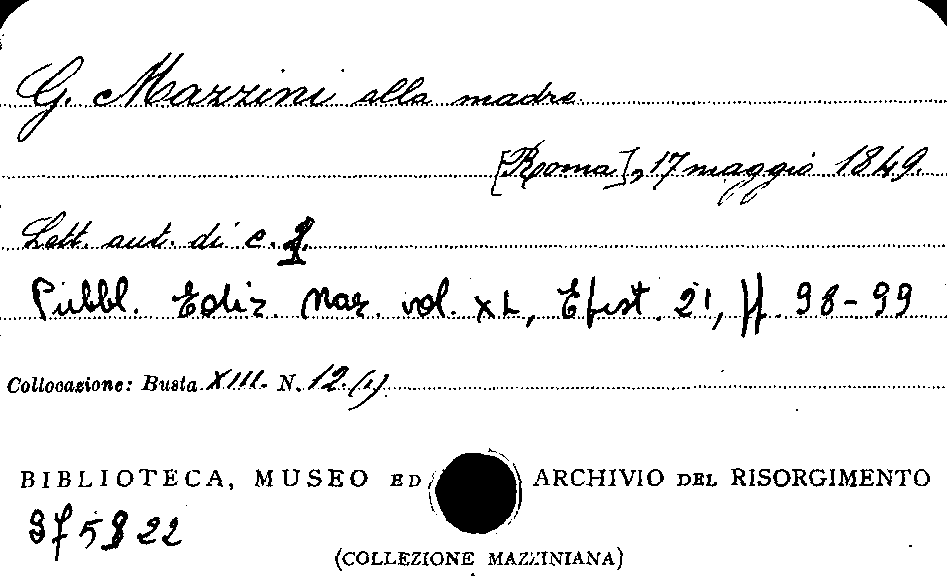 G. Mazzini alla madre
[Roma], 17 maggio 1849.
Lett. aut. di c. 1.
Pubbl. Ediz. Naz. vol. XL, Epist. 21, pp. 98-99
Collocazione: Busta XIII. N. 12. (1)
BIBLIOTECA, MUSEO ED ARCHIVIO DEL RISORGIMENTO
(COLLEZIONE MAZZINIANA)